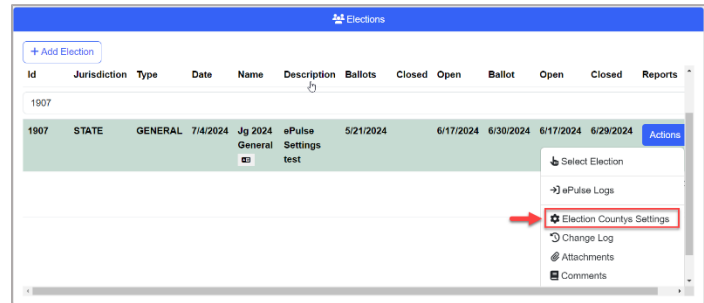 Elections
+ Add Election
Id Jurisdiction Type Date Name Description Ballots Closed Open Ballot Open Closed Reports
1907
1907 STATE GENERAL 7/4/2024 Jg 2024 ePulse 5/21/2024 6/17/2024 6/30/2024 6/17/2024 6/29/2024 Actions
General Settings
test
Select Election
ePulse Logs
Election Countys Settings
Change Log
Attachments
Comments